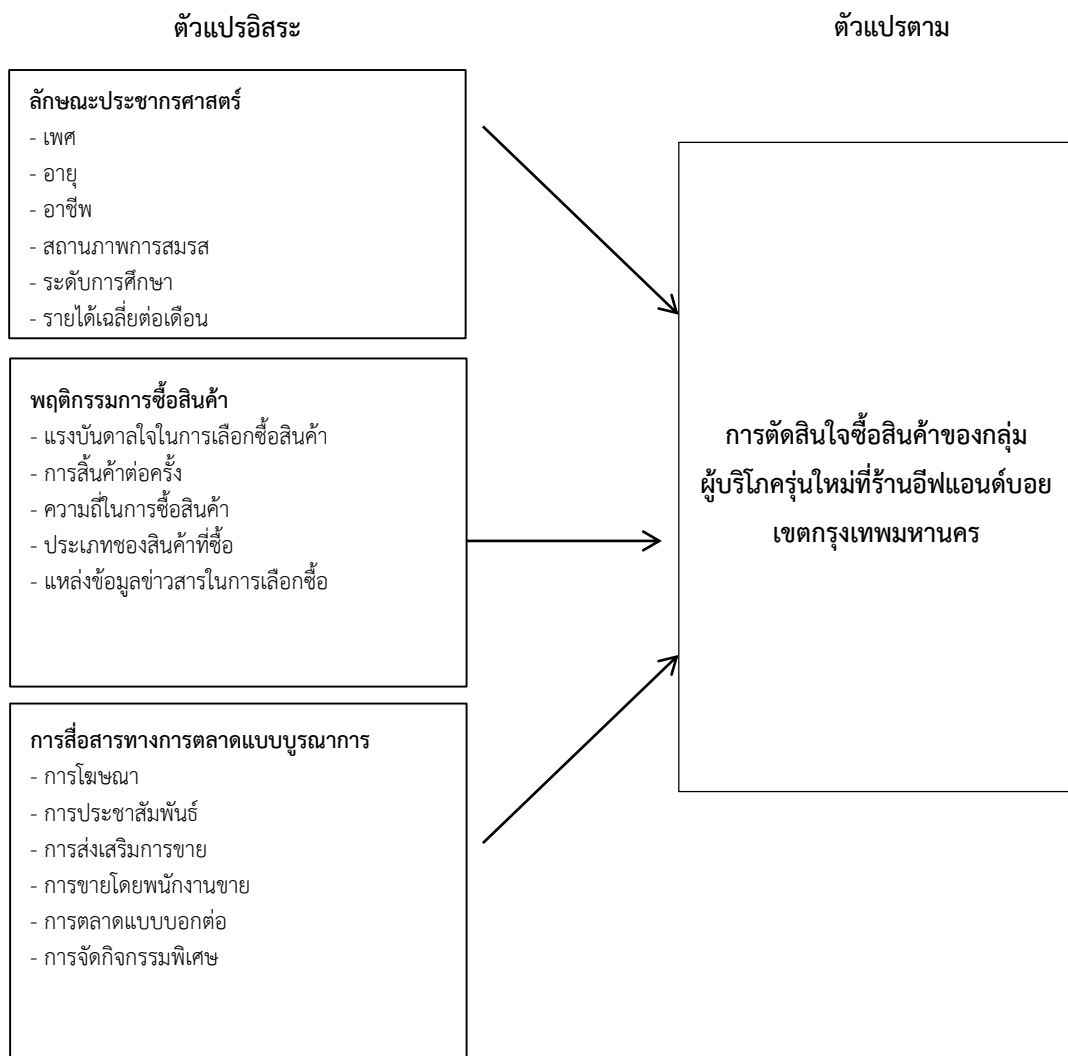 ตัวแปรอิสระ
ตัวแปรตาม
ลักษณะประชากรศาสตร์
- เพศ
- อายุ
- อาชีพ
- สถานภาพการสมรส
- ระดับการศึกษา
- รายได้เฉลี่ยต่อเดือน
พฤติกรรมการซื้อสินค้า
- แรงบันดาลใจในการเลือกซื้อสินค้า
- การสิ้นค้าต่อครั้ง
- ความถี่ในการซื้อสินค้า
- ประเภทชองสินค้าที่ซื้อ
- แหล่งข้อมูลข่าวสารในการเลือกซื้อ
การสื่อสารทางการตลาดแบบบูรณาการ
- การโฆษณา
- การประชาสัมพันธ์
- การส่งเสริมการขาย
- การขายโดยพนักงานขาย
- การตลาดแบบบอกต่อ
- การจัดกิจกรรมพิเศษ
การตัดสินใจซื้อสินค้าของกลุ่ม
ผู้บริโภครุ่นใหม่ที่ร้านอีฟแอนด์บอย
เขตกรุงเทพมหานคร